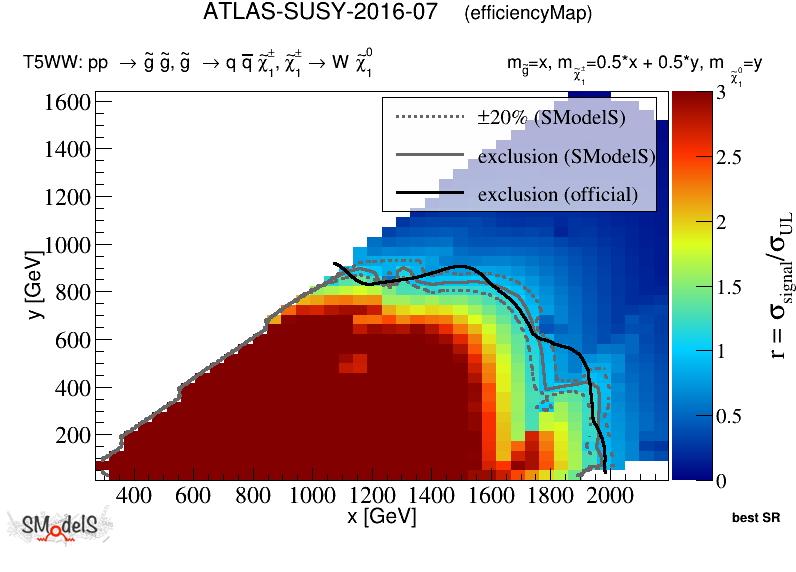 ATLAS-SUSY-2016-07 (efficiencyMap)
T5WW: pp → g̃ g̃, g̃ → q q̅ χ̃₁±, χ̃₁± → W χ̃₁⁰ m_g̃=x, m_χ̃₁±=0.5*x + 0.5*y, m_χ̃₁⁰=y
±20% (SModelS)
exclusion (SModelS)
exclusion (official)
1600
1400
1200
1000
800
600
400
200
y [GeV]
400 600 800 1000 1200 1400 1600 1800 2000
x [GeV]
3
2.5
2
1.5
1
0.5
0
r = σ_signal/σ_UL
SModelS
best SR